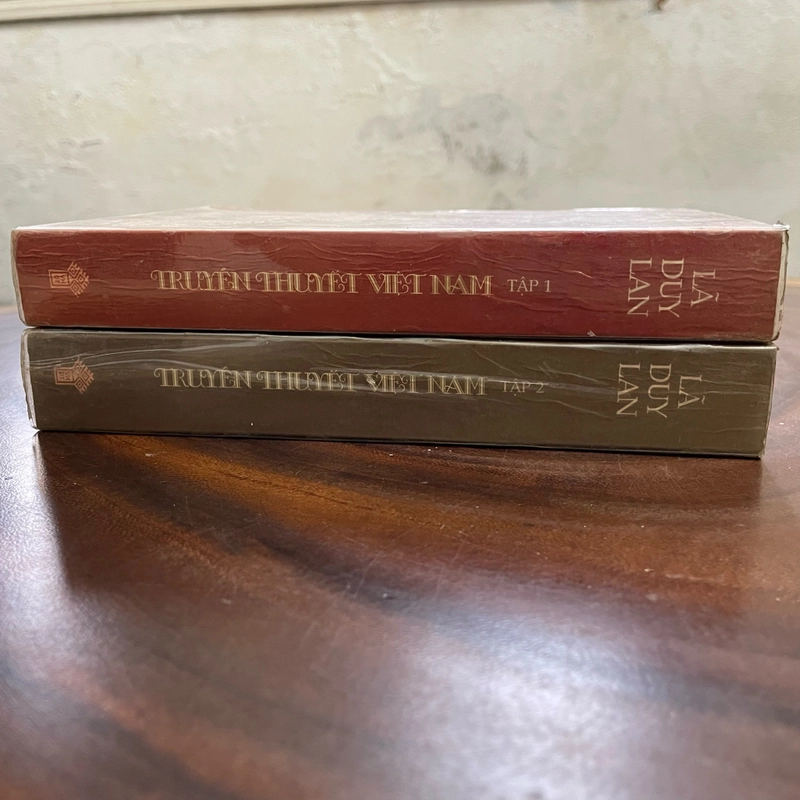 TRUYỀN THUYẾT VIỆT NAM TẬP 1
LÃ
DUY
LAN
TRUYỀN THUYẾT VIỆT NAM TẬP 2
LÃ
DUY
LAN